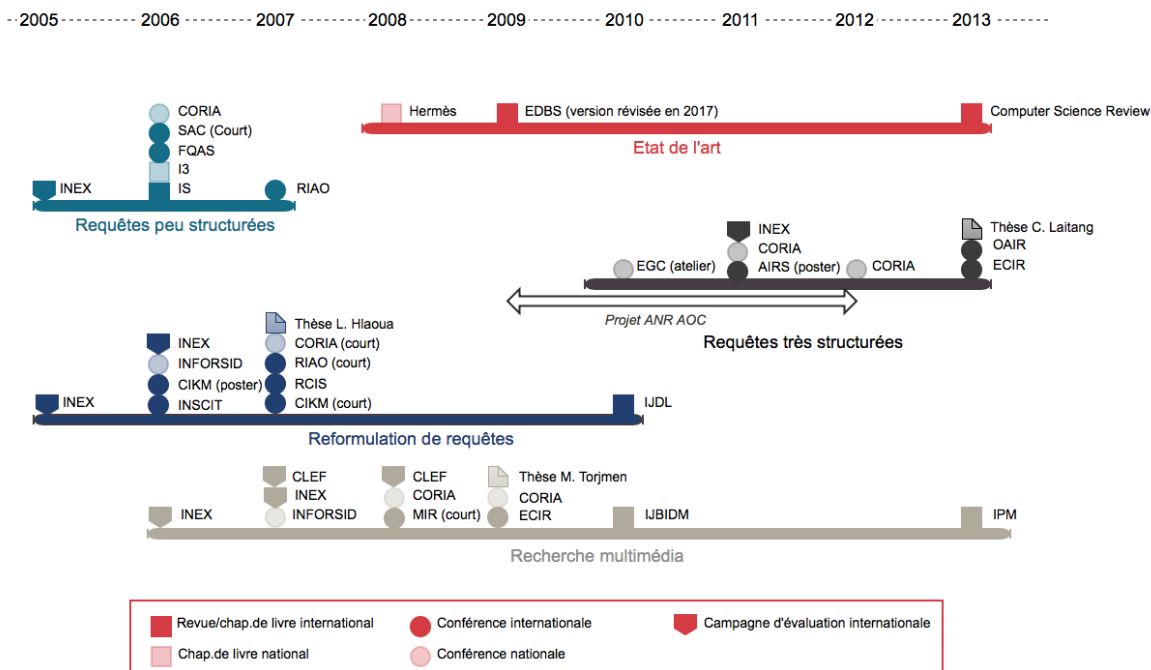 2005 2006 2007 2008 2009 2010 2011 2012 2013
CORIA
SAC (Court)
FQAS
I3
IS
INEX
RIAO
Requêtes peu structurées
Hermès
EDBS (version révisée en 2017)
Computer Science Review
Etat de l'art
INEX
CORIA
AIRS (poster)
EGC (atelier)
CORIA
Thèse C. Laitang
OAIR
ECIR
Projet ANR AOC
Requêtes très structurées
INEX
INFORSID
CIKM (poster)
INSCIT
INEX
Thèse L. Hlaoua
CORIA (court)
RIAO (court)
RCIS
CIKM (court)
IJDL
Reformulation de requêtes
INEX
CLEF
INEX
INFORSID
CLEF
CORIA
MIR (court)
Thèse M. Torjmen
CORIA
ECIR
IJBIDM
IPM
Recherche multimédia
Revue/chap.de livre international
Conférence internationale
Campagne d'évaluation internationale
Chap.de livre national
Conférence nationale